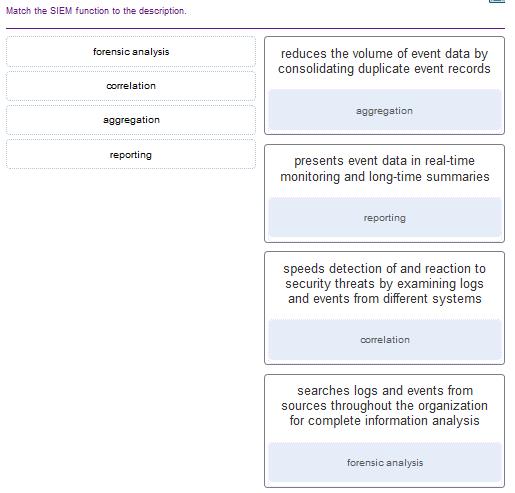 Match the SIEM function to the description.
forensic analysis
correlation
aggregation
reporting
reduces the volume of event data by
consolidating duplicate event records
aggregation
presents event data in real-time
monitoring and long-time summaries
reporting
speeds detection of and reaction to
security threats by examining logs
and events from different systems
correlation
searches logs and events from
sources throughout the organization
for complete information analysis
forensic analysis